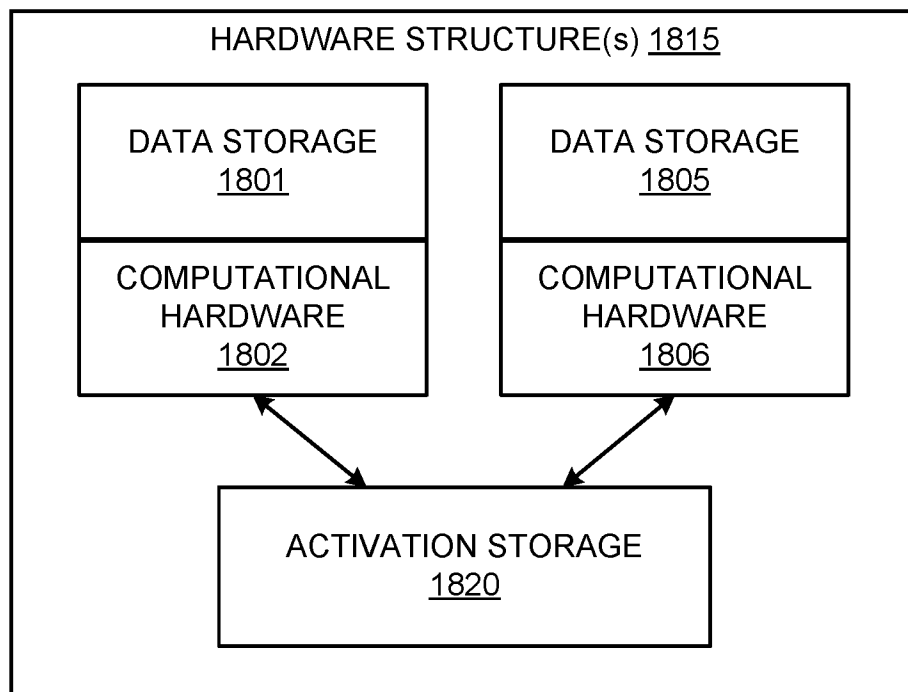 HARDWARE STRUCTURE(s) 1815
DATA STORAGE
1801
COMPUTATIONAL
HARDWARE
1802
DATA STORAGE
1805
COMPUTATIONAL
HARDWARE
1806
ACTIVATION STORAGE
1820